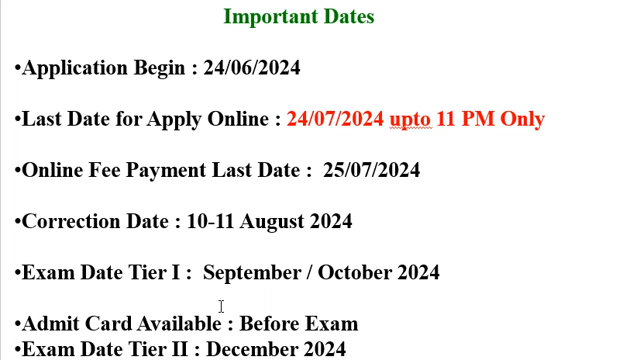 Important Dates
•Application Begin : 24/06/2024
•Last Date for Apply Online : 24/07/2024 upto 11 PM Only
•Online Fee Payment Last Date :  25/07/2024
•Correction Date : 10-11 August 2024
•Exam Date Tier I :  September / October 2024
•Admit Card Available : Before Exam
•Exam Date Tier II : December 2024